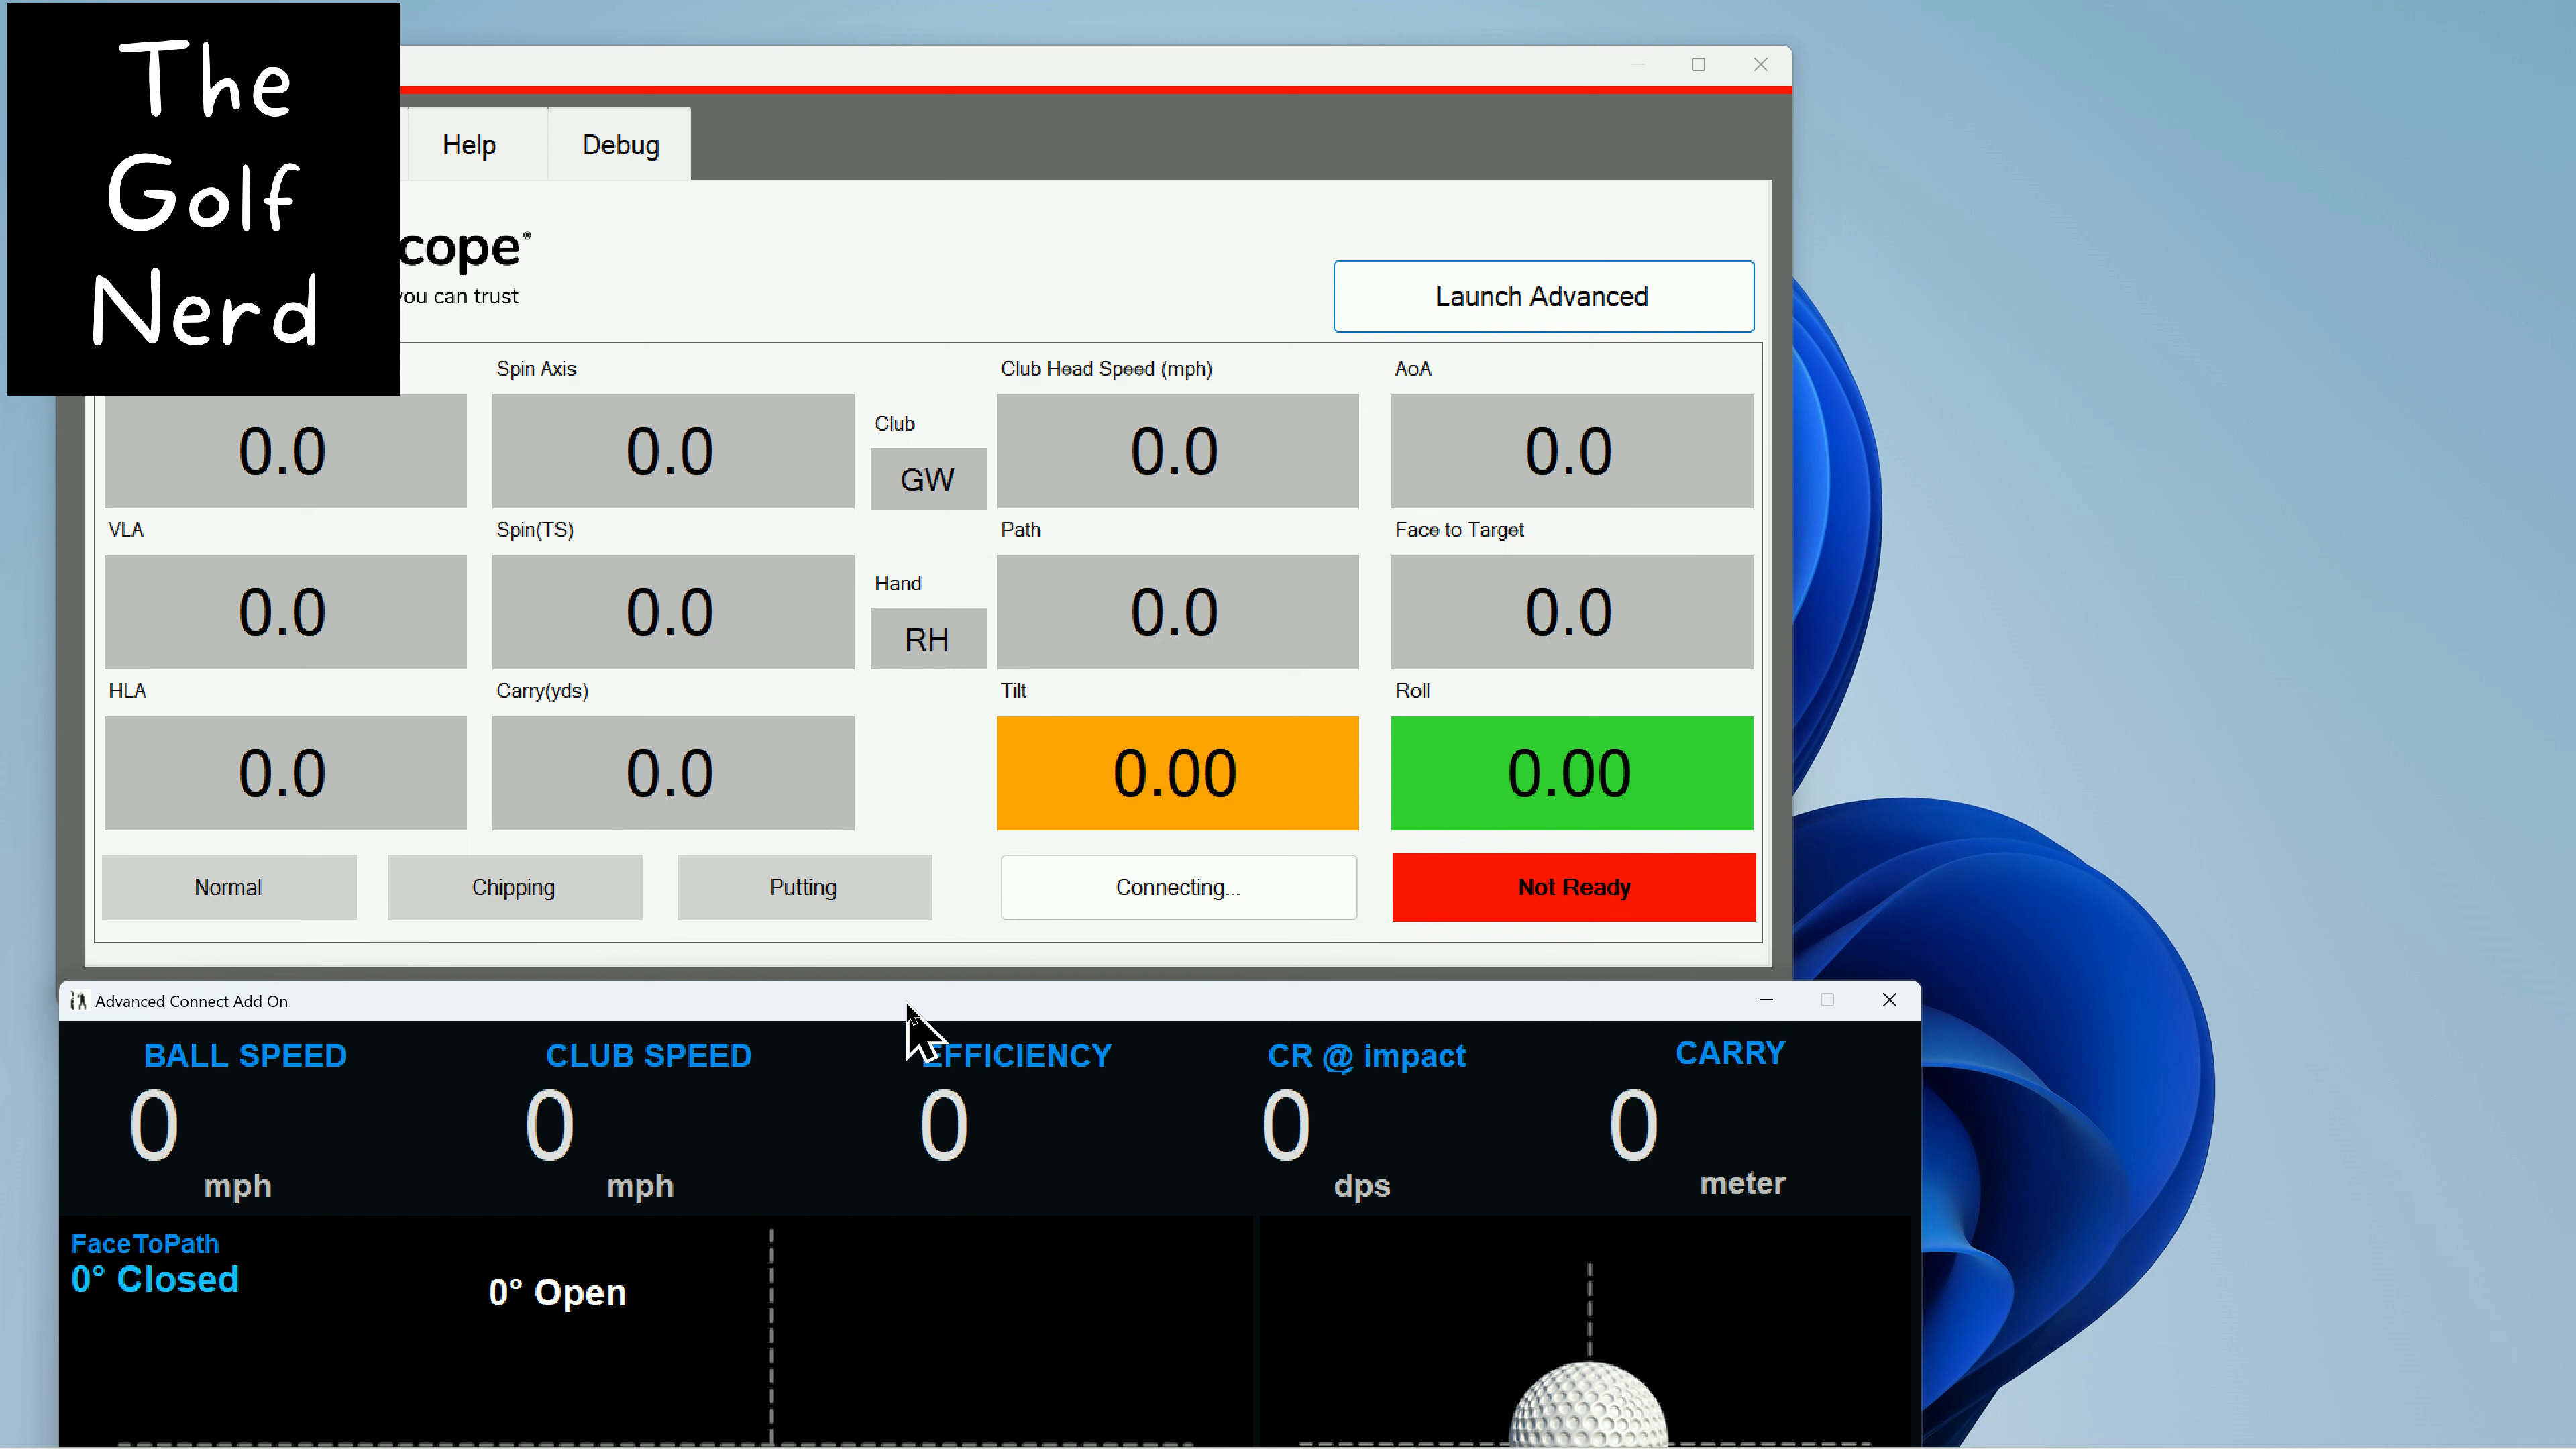 The
Golf
Nerd
Help
Debug
cope®
you can trust
Launch Advanced
Spin Axis
Club Head Speed (mph)
AoA
0.0
0.0
Club
GW
0.0
0.0
VLA
Spin(TS)
Path
Face to Target
0.0
0.0
Hand
RH
0.0
0.0
HLA
Carry(yds)
Tilt
Roll
0.0
0.0
0.00
0.00
Normal
Chipping
Putting
Connecting...
Not Ready
Advanced Connect Add On
BALL SPEED
CLUB SPEED
EFFICIENCY
CR @ impact
CARRY
0
0
0
0
0
mph
mph
dps
meter
FaceToPath
0° Closed
0° Open